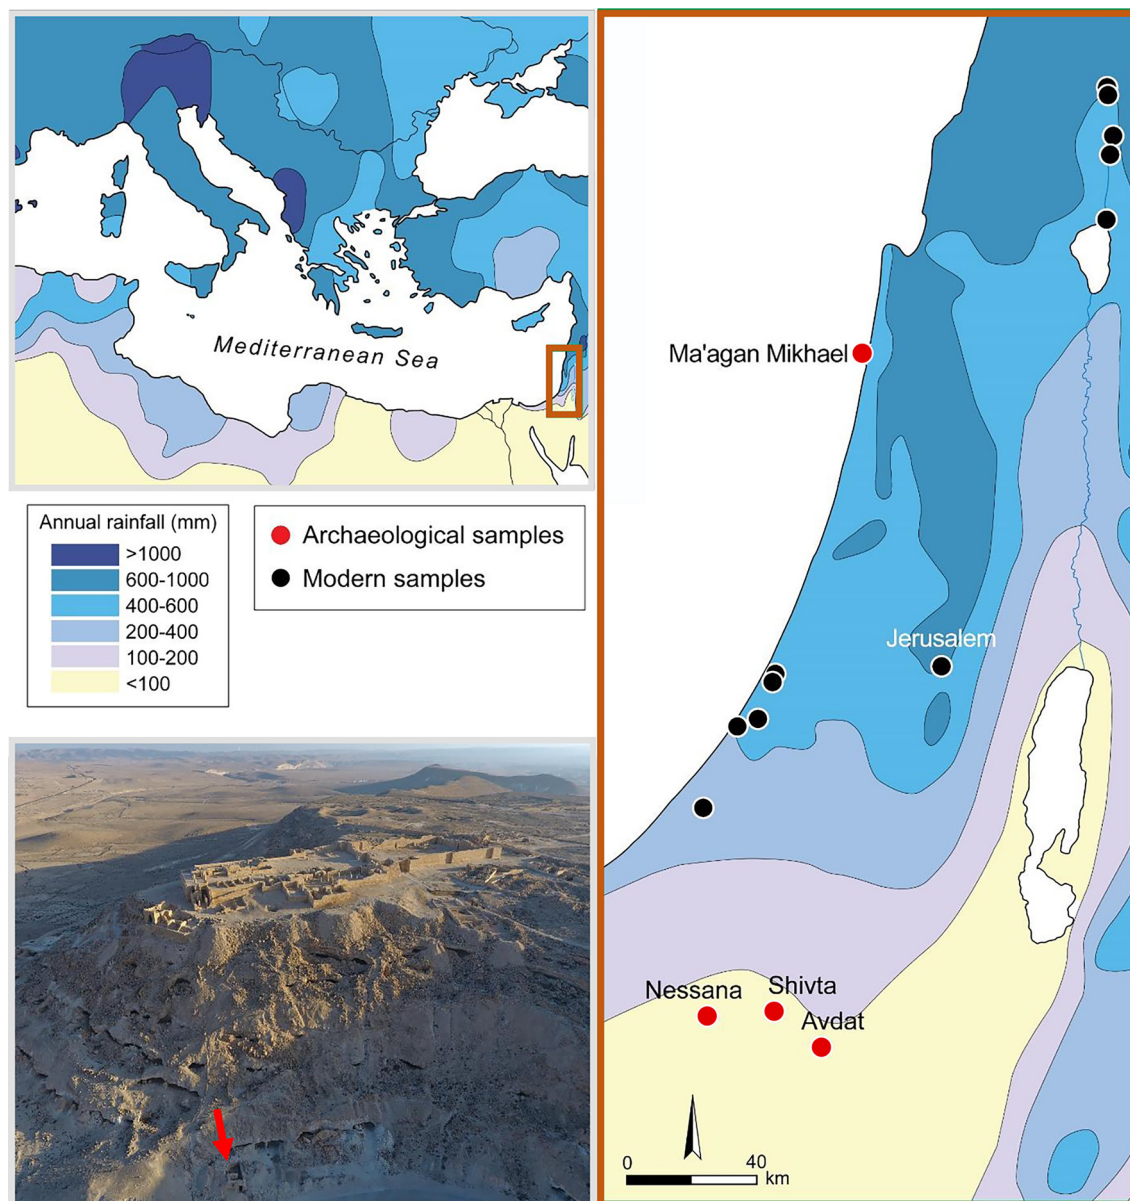 Mediterranean Sea
Annual rainfall (mm)
>1000
600-1000
400-600
200-400
100-200
<100
Archaeological samples
Modern samples
Ma'agan Mikhael
Jerusalem
Nessana
Shivta
Avdat
0 40
km